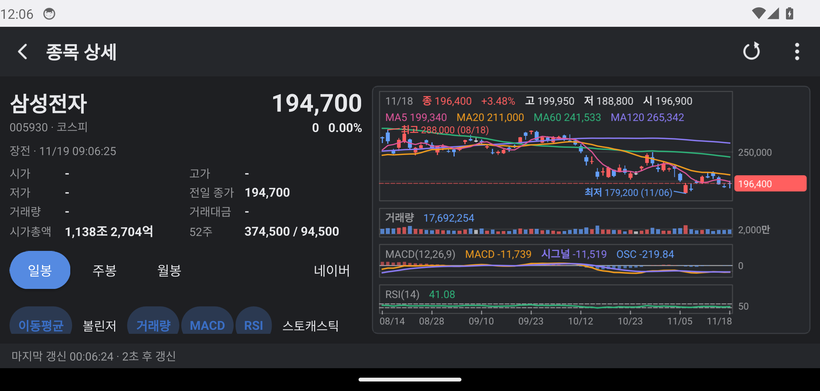 12:06
종목 상세
삼성전자
194,700
005930 · 코스피
0 0.00%
장전 · 11/19 09:06:25
시가 - 고가 -
저가 - 전일 종가 194,700
거래량 - 거래대금 -
시가총액 1,138조 2,704억 52주 374,500 / 94,500
일봉 주봉 월봉 네이버
이동평균 볼린저 거래량 MACD RSI 스토캐스틱
11/18 종 196,400 +3.48% 고 199,950 저 188,800 시 196,900
MA5 199,340 MA20 211,000 MA60 241,533 MA120 265,342
최고 288,000 (08/18)
250,000
196,400
최저 179,200 (11/06)
거래량 17,692,254
2,000만
MACD(12,26,9) MACD -11,739 시그널 -11,519 OSC -219.84
0
RSI(14) 41.08
50
08/14 08/28 09/10 09/23 10/12 10/23 11/05 11/18
마지막 갱신 00:06:24 · 2초 후 갱신